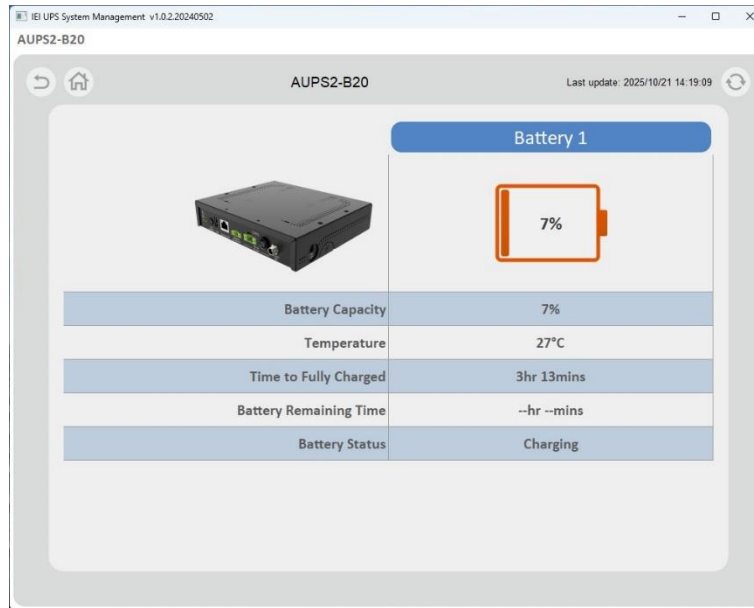 IEI UPS System Management v1.0.2.20240502
AUPS2-B20
AUPS2-B20 Last update: 2025/10/21 14:19:09
Battery 1
7%
Battery Capacity 7%
Temperature 27°C
Time to Fully Charged 3hr 13mins
Battery Remaining Time --hr --mins
Battery Status Charging